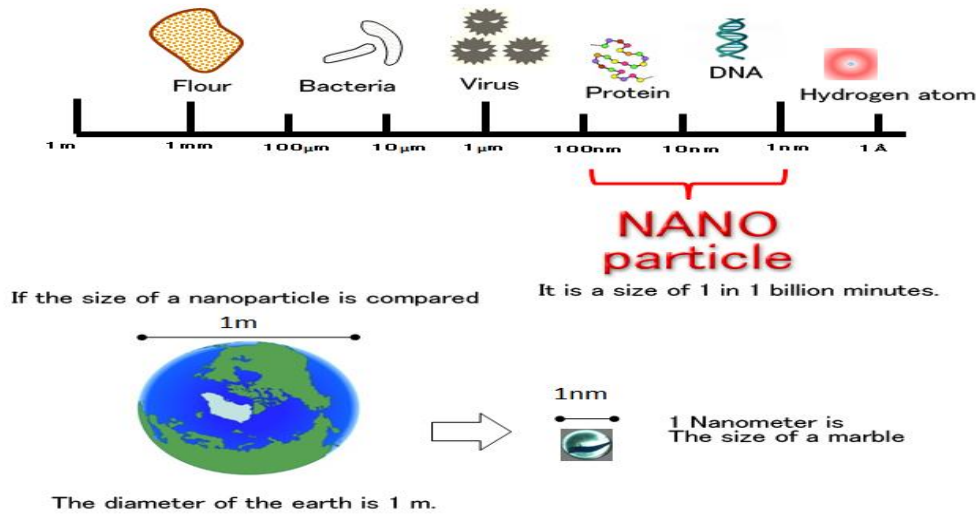 Flour
Bacteria
Virus
Protein
DNA
Hydrogen atom
1m
1mm
100μm
10μm
1μm
100nm
10nm
1nm
1Å
NANO
particle
It is a size of 1 in 1 billion minutes.
If the size of a nanoparticle is compared
1m
1nm
1 Nanometer is
The size of a marble
The diameter of the earth is 1 m.